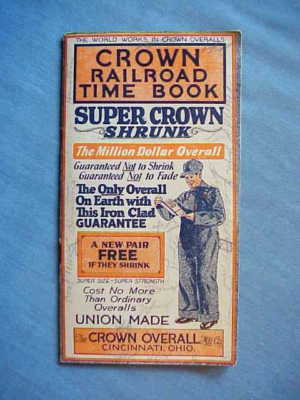 THE WORLD WORKS IN CROWN OVERALLS
CROWN
RAILROAD
TIME BOOK
SUPER CROWN
SHRUNK
The Million Dollar Overall
Guaranteed Not to Shrink
Guaranteed Not to Fade
The Only Overall
On Earth with
This Iron Clad
GUARANTEE
A NEW PAIR
FREE
IF THEY SHRINK
SUPER SIZE - SUPER STRENGTH
Cost No More
Than Ordinary
Overalls
UNION MADE
The CROWN OVERALL Mfg Co.
CINCINNATI, OHIO.